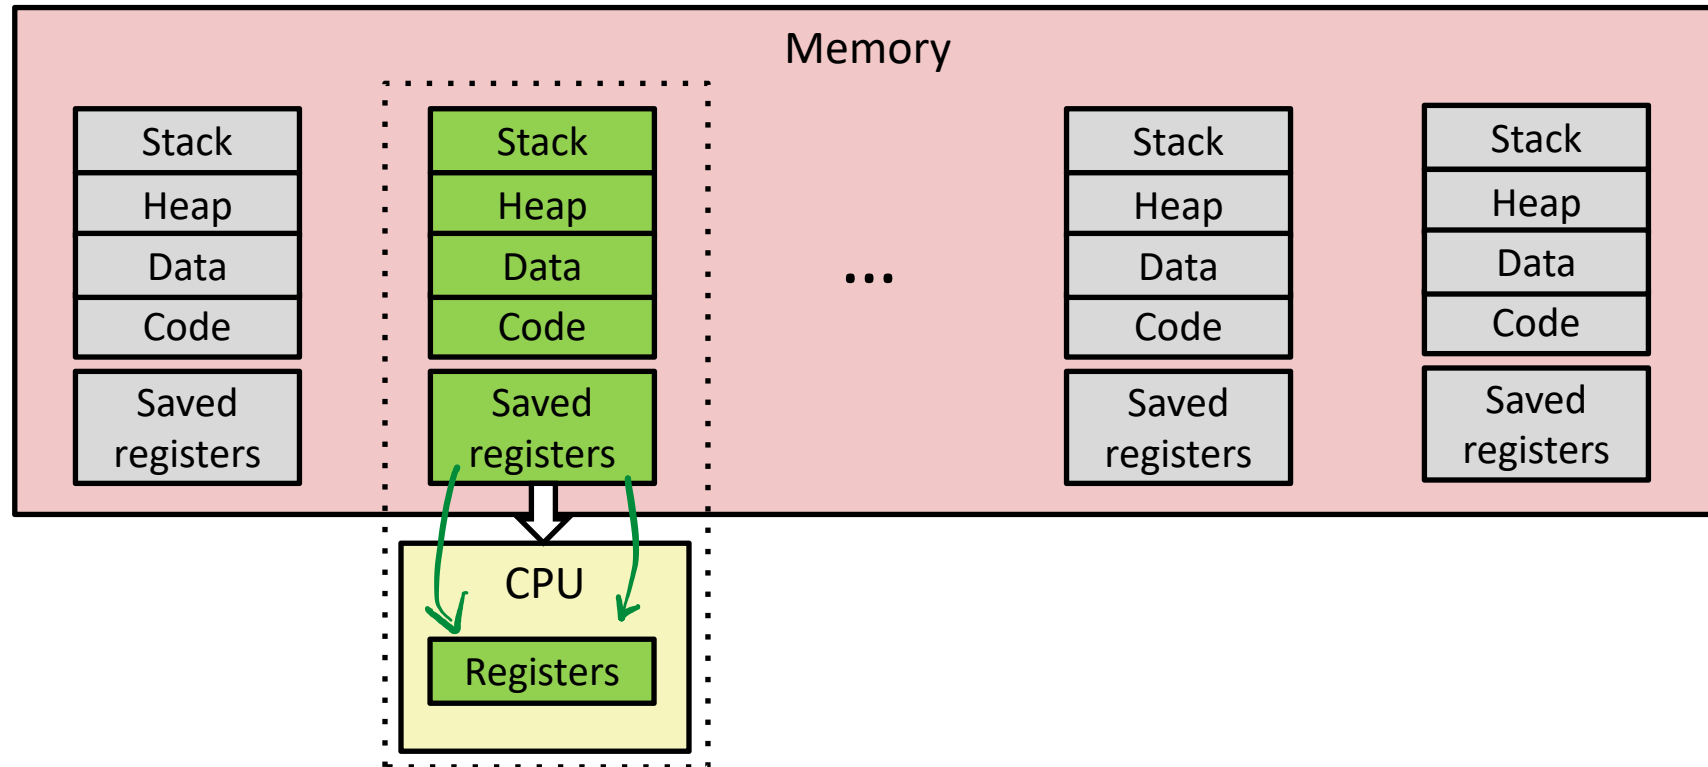 Memory
Stack
Heap
Data
Code
Saved
registers
Stack
Heap
Data
Code
Saved
registers
...
Stack
Heap
Data
Code
Saved
registers
Stack
Heap
Data
Code
Saved
registers
CPU
Registers